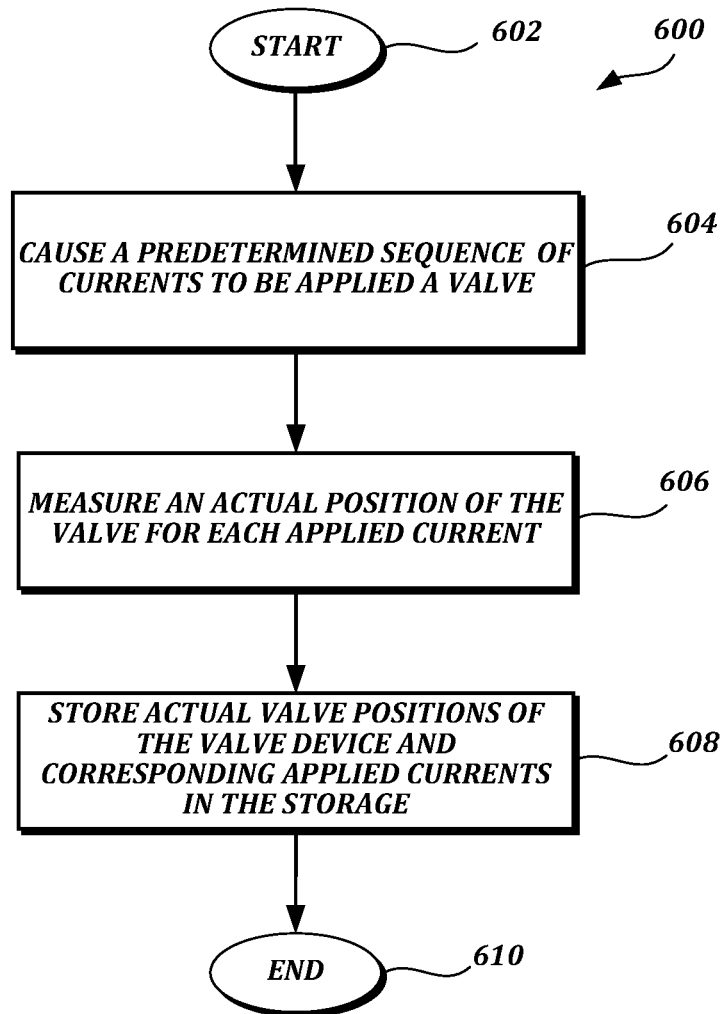 START
602
600
CAUSE A PREDETERMINED SEQUENCE OF
CURRENTS TO BE APPLIED A VALVE
604
MEASURE AN ACTUAL POSITION OF THE
VALVE FOR EACH APPLIED CURRENT
606
STORE ACTUAL VALVE POSITIONS OF
THE VALVE DEVICE AND
CORRESPONDING APPLIED CURRENTS
IN THE STORAGE
608
END
610